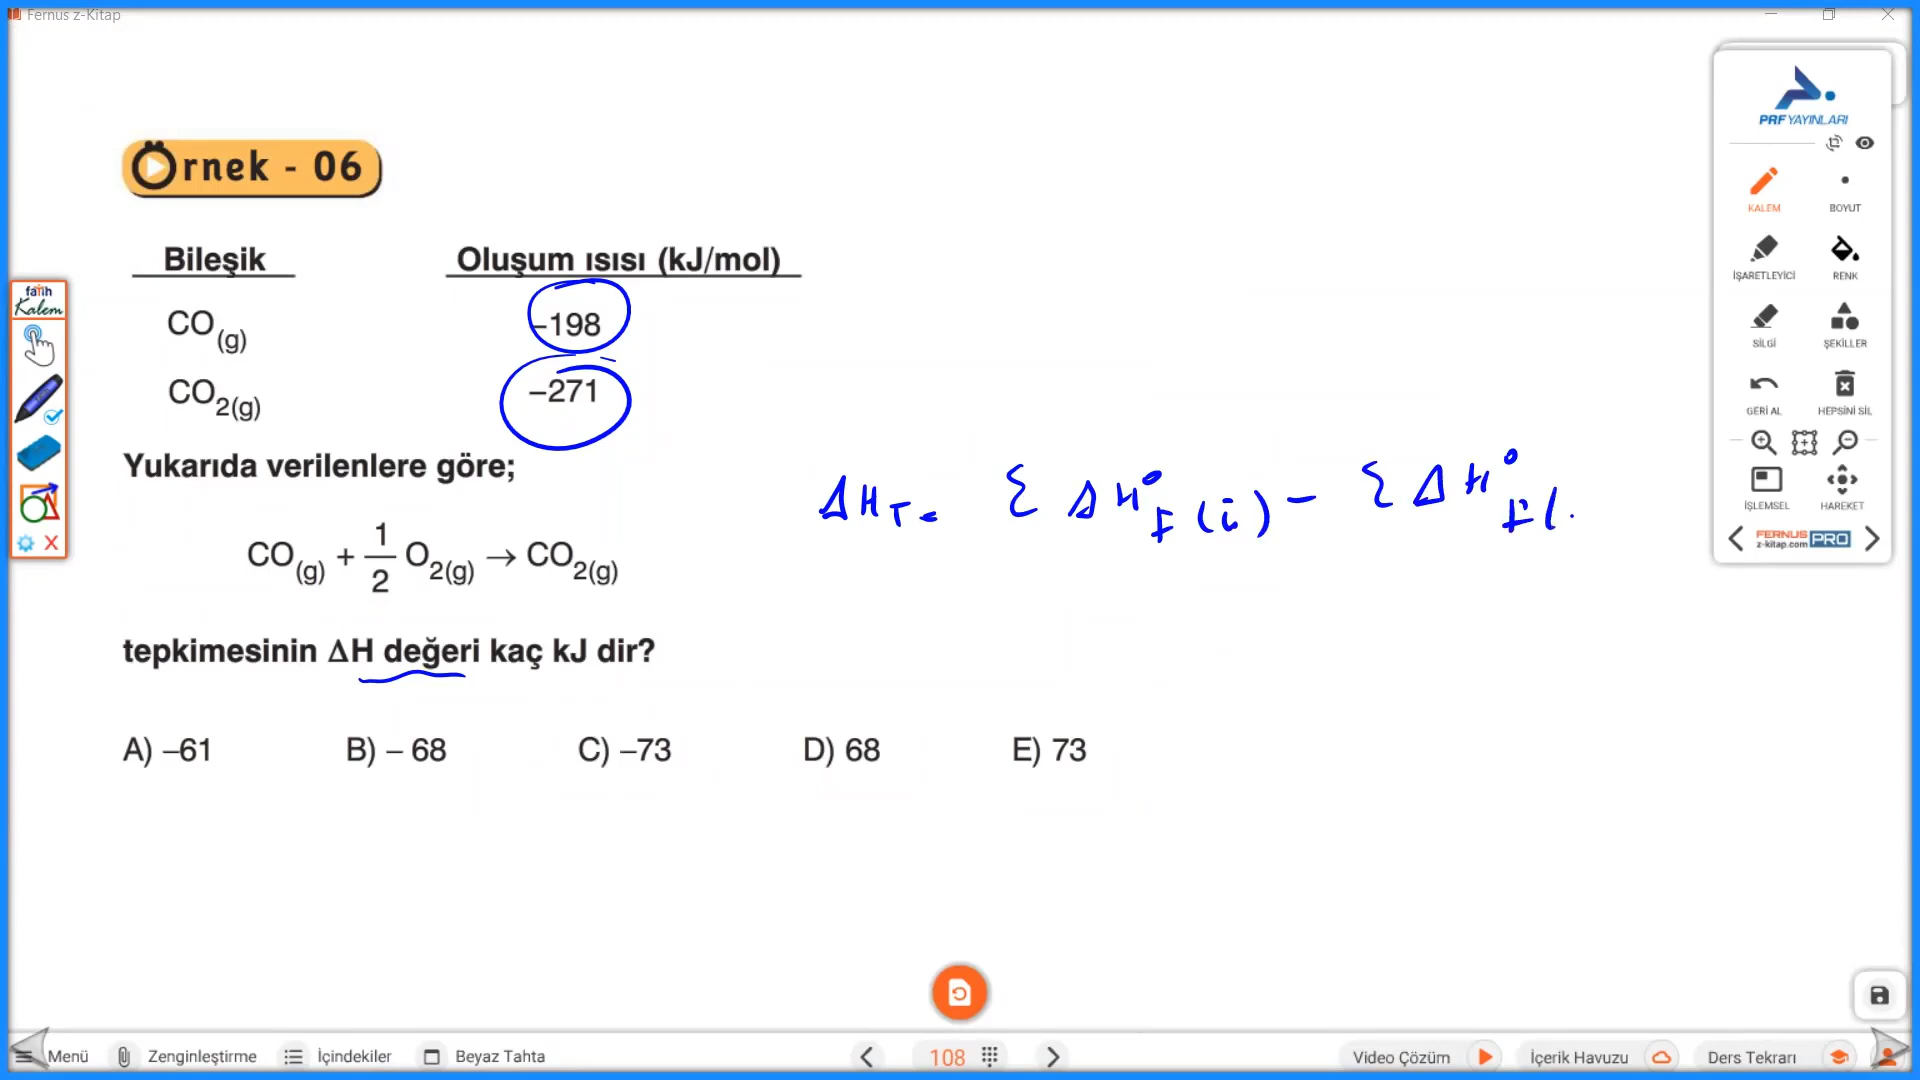 Fernus z-Kitap
Örnek - 06
Bileşik Oluşum ısısı (kJ/mol)
CO(g) –198
CO2(g) –271
Yukarıda verilenlere göre;
CO(g) + 1/2 O2(g) → CO2(g)
tepkimesinin ΔH değeri kaç kJ dir?
A) –61 B) – 68 C) –73 D) 68 E) 73
ΔHT = Σ ΔH°F(ü) – Σ ΔH°F(
fatih
Kalem
PRF YAYINLARI
KALEM BOYUT
İŞARETLEYİCİ RENK
SİLGİ ŞEKİLLER
GERİ AL HEPSİNİ SİL
İŞLEMSEL HAREKET
FERNUS PRO
z-kitap.com
Menü Zenginleştirme İçindekiler Beyaz Tahta 108 Video Çözüm İçerik Havuzu Ders Tekrarı